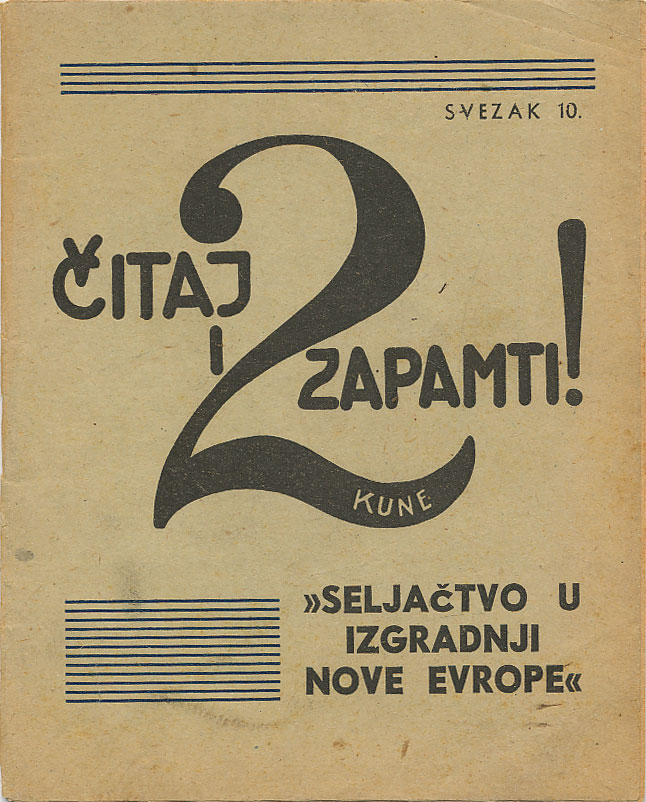 SVEZAK 10.
2
ČITAJ
I
ZAPAMTI!
KUNE
»SELJAČTVO U
IZGRADNJI
NOVE EVROPE«